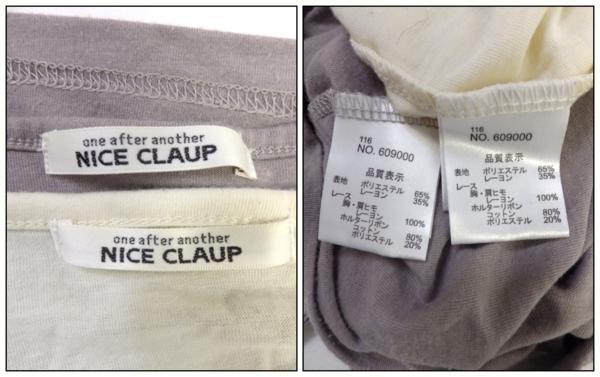 one after another
NICE CLAUP
one after another
NICE CLAUP
116
NO. 609000
品質表示
表地 ポリエステル 65%
レーヨン 35%
レース
胸・肩ヒモ
レーヨン 100%
ホルターリボン
コットン 80%
ポリエステル 20%
116
NO. 609000
品質表示
表地 ポリエステル 65%
レーヨン 35%
レース
胸・肩ヒモ
レーヨン 100%
ホルターリボン
コットン 80%
ポリエステル 20%